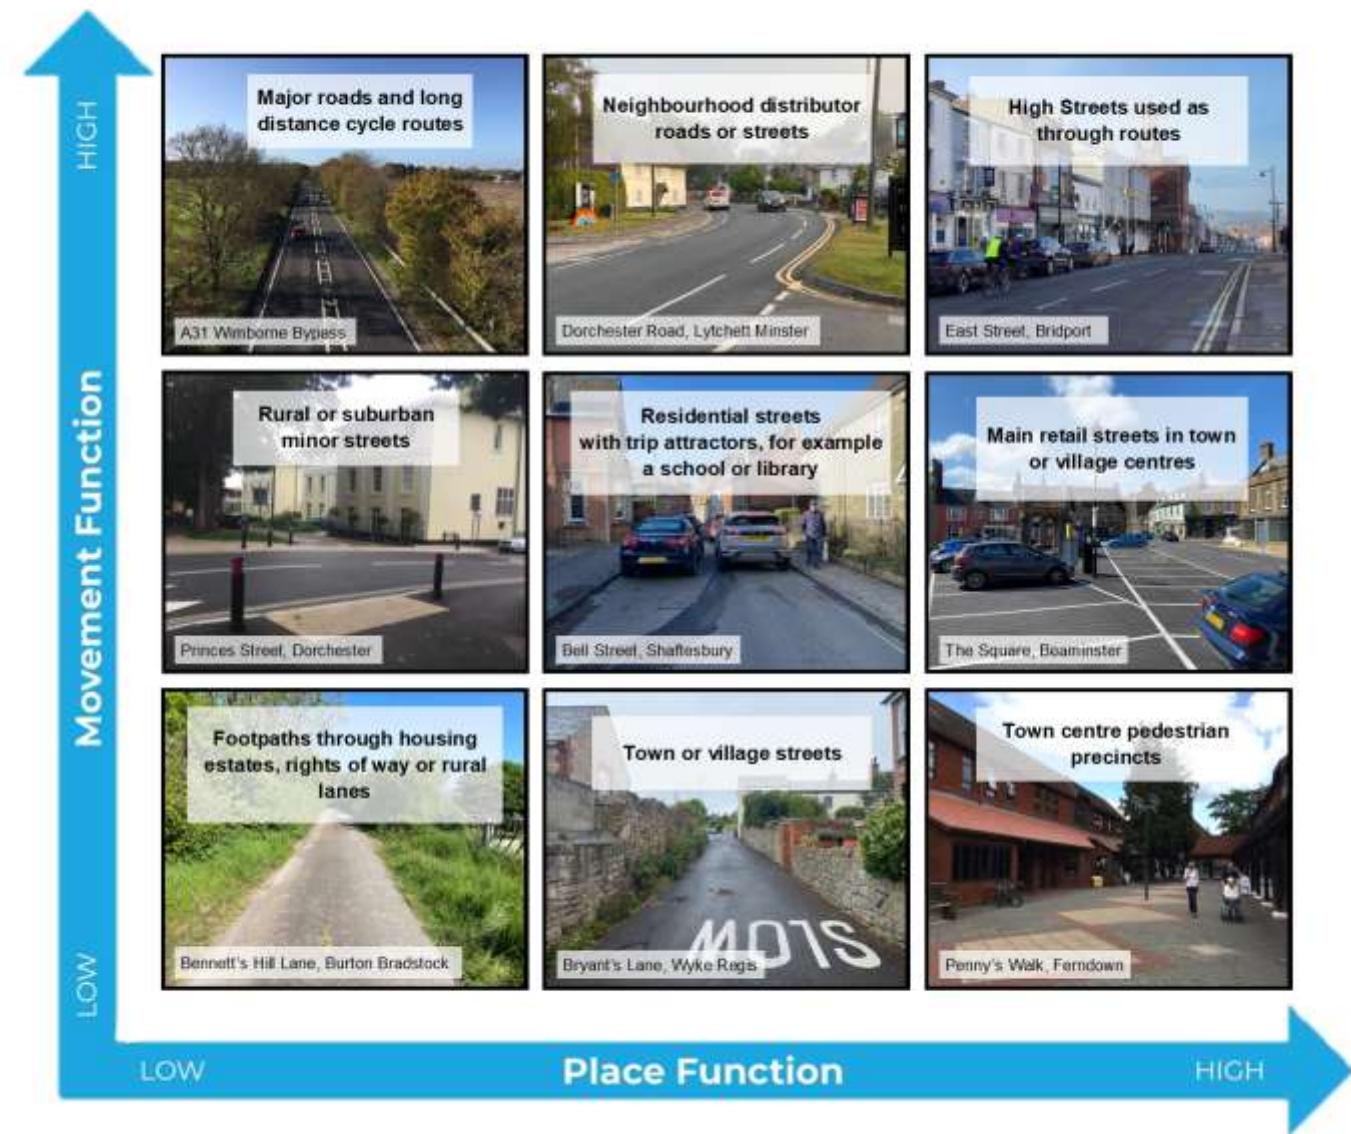 HIGH
Movement Function
LOW
Major roads and long
distance cycle routes
A31 Wimborne Bypass
Neighbourhood distributor
roads or streets
Dorchester Road, Lytchett Minster
High Streets used as
through routes
East Street, Bridport
Rural or suburban
minor streets
Princes Street, Dorchester
Residential streets
with trip attractors, for example
a school or library
Bell Street, Shaftesbury
Main retail streets in town
or village centres
The Square, Beaminster
Footpaths through housing
estates, rights of way or rural
lanes
Bennett's Hill Lane, Burton Bradstock
Town or village streets
SLOW
Bryant's Lane, Wyke Regis
Town centre pedestrian
precincts
Penny's Walk, Ferndown
LOW
Place Function
HIGH